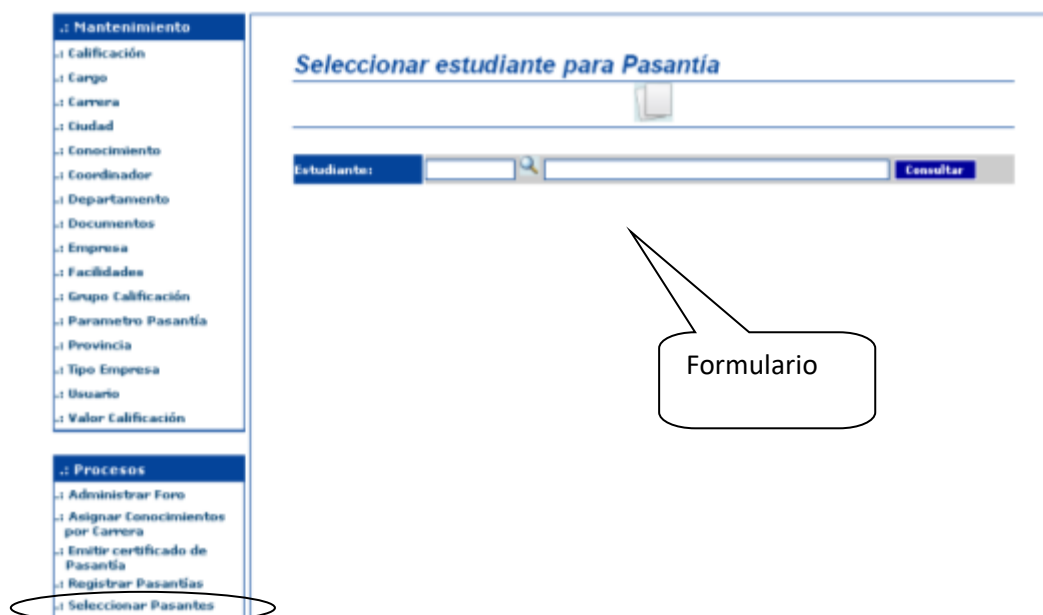 .: Mantenimiento
.: Calificación
.: Cargo
.: Carrera
.: Ciudad
.: Conocimiento
.: Coordinador
.: Departamento
.: Documentos
.: Empresa
.: Facilidades
.: Grupo Calificación
.: Parametro Pasantía
.: Provincia
.: Tipo Empresa
.: Usuario
.: Valor Calificación
.: Procesos
.: Administrar Foro
.: Asignar Conocimientos
por Carrera
.: Emitir certificado de
Pasantía
.: Registrar Pasantías
.: Seleccionar Pasantes
Seleccionar estudiante para Pasantía
Estudiante:
Consultar
Formulario